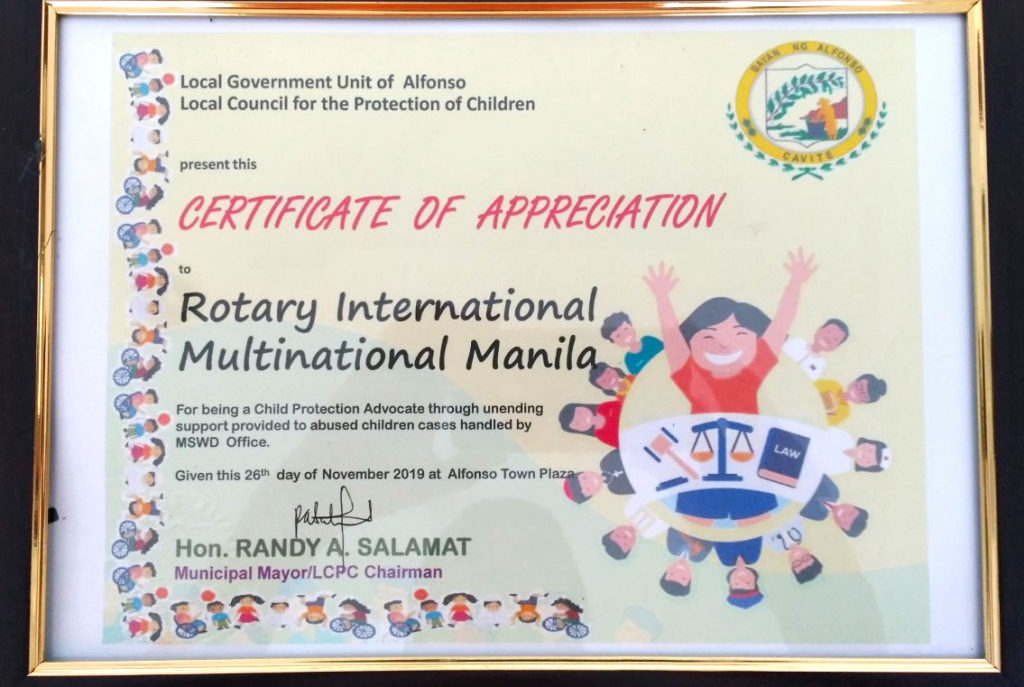 Local Government Unit of Alfonso
Local Council for the Protection of Children
BAYAN NG ALFONSO
CAVITE
present this
CERTIFICATE OF APPRECIATION
to
Rotary International
Multinational Manila
For being a Child Protection Advocate through unending
support provided to abused children cases handled by
MSWD Office.
LAW
Given this 26th day of November 2019 at Alfonso Town Plaza
Hon. RANDY A. SALAMAT
Municipal Mayor/LCPC Chairman